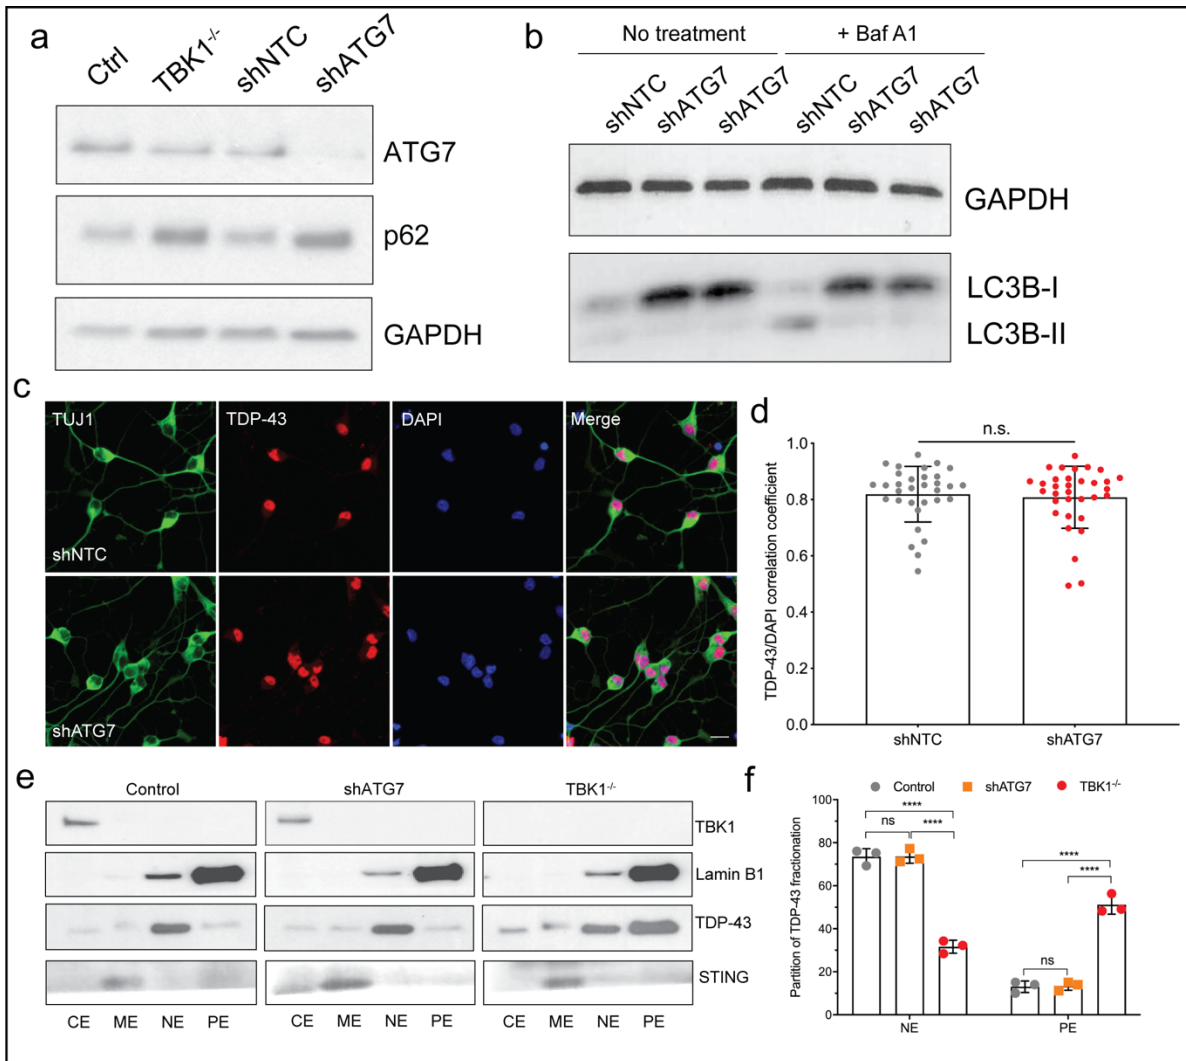 a
Ctrl
TBK1-/-
shNTC
shATG7
ATG7
p62
GAPDH
b
No treatment
+ Baf A1
shNTC
shATG7
shATG7
shNTC
shATG7
shATG7
GAPDH
LC3B-I
LC3B-II
c
TUJ1
TDP-43
DAPI
Merge
shNTC
shATG7
d
n.s.
TDP-43/DAPI correlation coefficient
1.0
0.8
0.6
0.4
0.2
0.0
shNTC
shATG7
e
Control
shATG7
TBK1-/-
TBK1
Lamin B1
TDP-43
STING
CE ME NE PE
CE ME NE PE
CE ME NE PE
f
Control
shATG7
TBK1-/-
Partition of TDP-43 fractionation
100
80
60
40
20
0
****
ns
****
****
****
ns
NE
PE